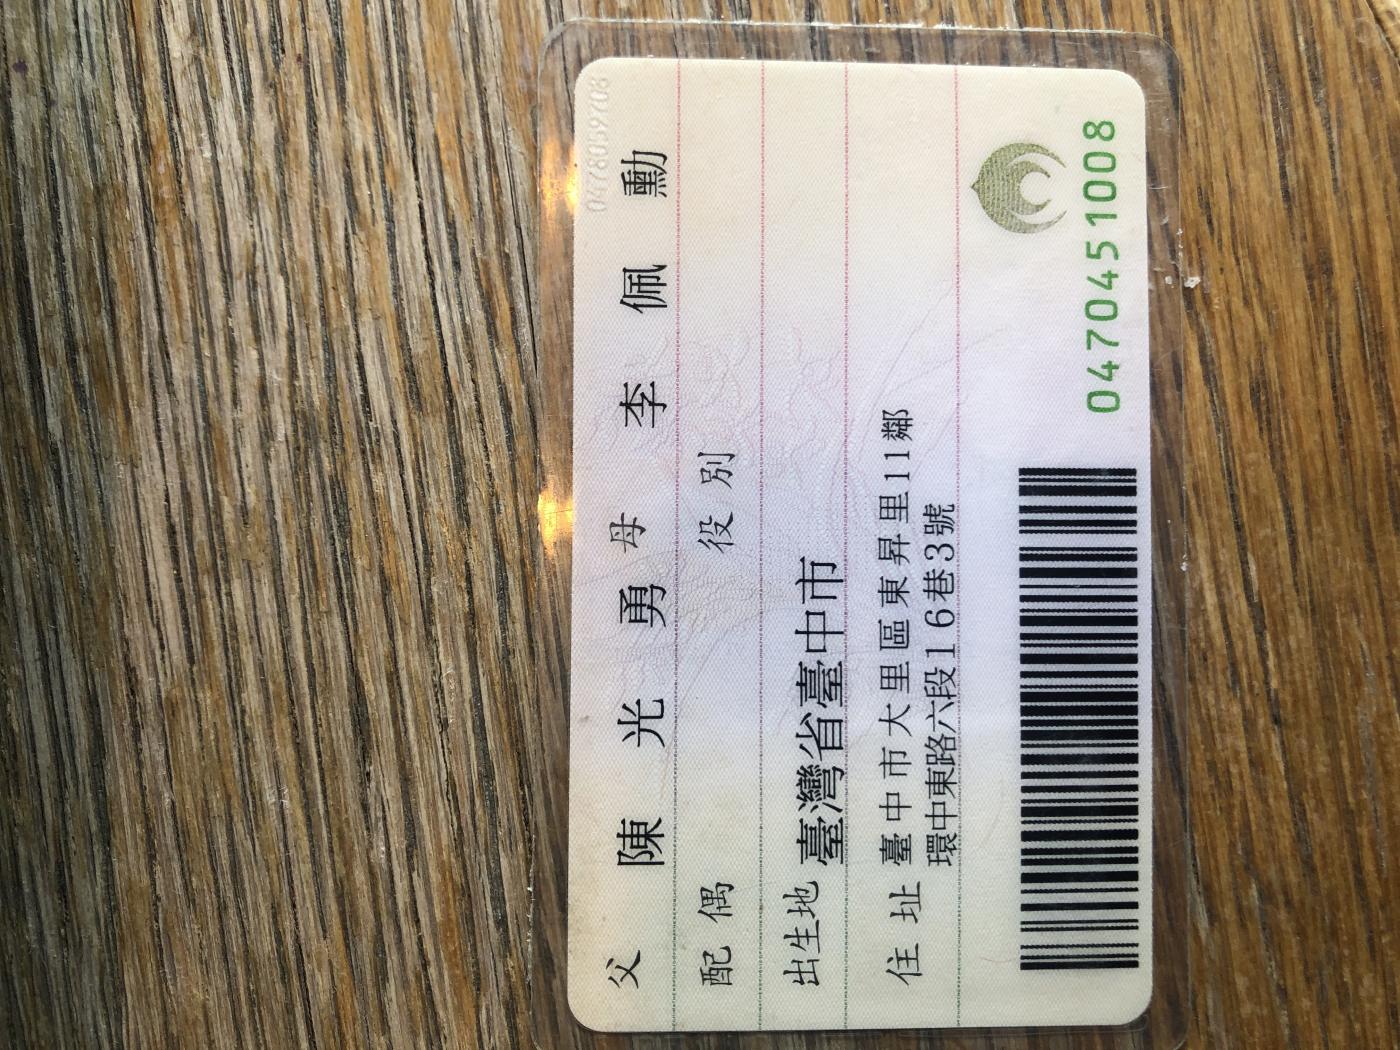 父 陳光勇 母 李佩勳
配偶 役別
出生地 臺灣省臺中市
住址 臺中市大里區東昇里11鄰
環中東路六段16巷3號
0470451008